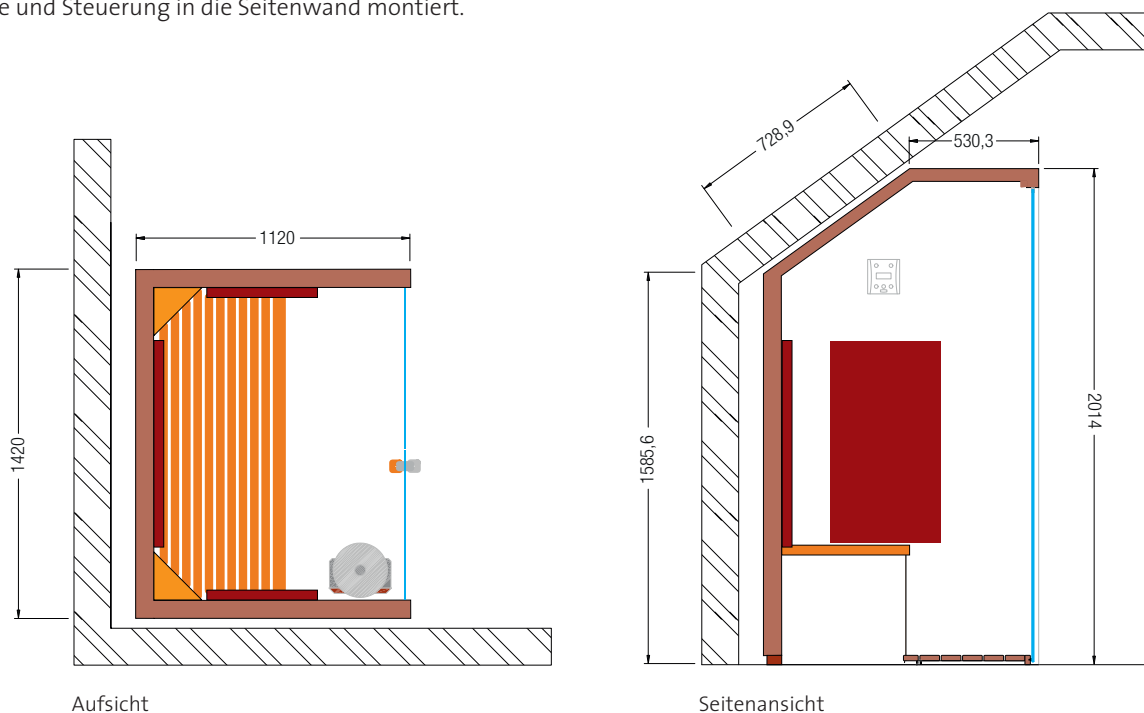 e und Steuerung in die Seitenwand montiert.
728,9
530,3
1120
1420
1585,6
2014
Aufsicht
Seitenansicht